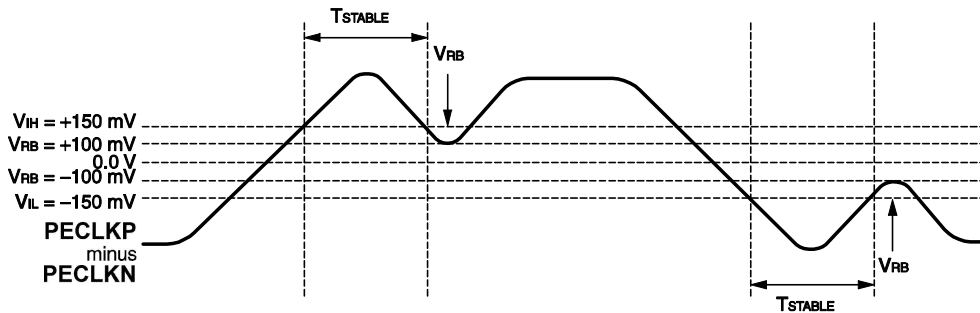 TSTABLE
VRB
VIH = +150 mV
VRB = +100 mV
0.0 V
VRB = –100 mV
VIL = –150 mV
PECLKP
minus
PECLKN
VRB
TSTABLE